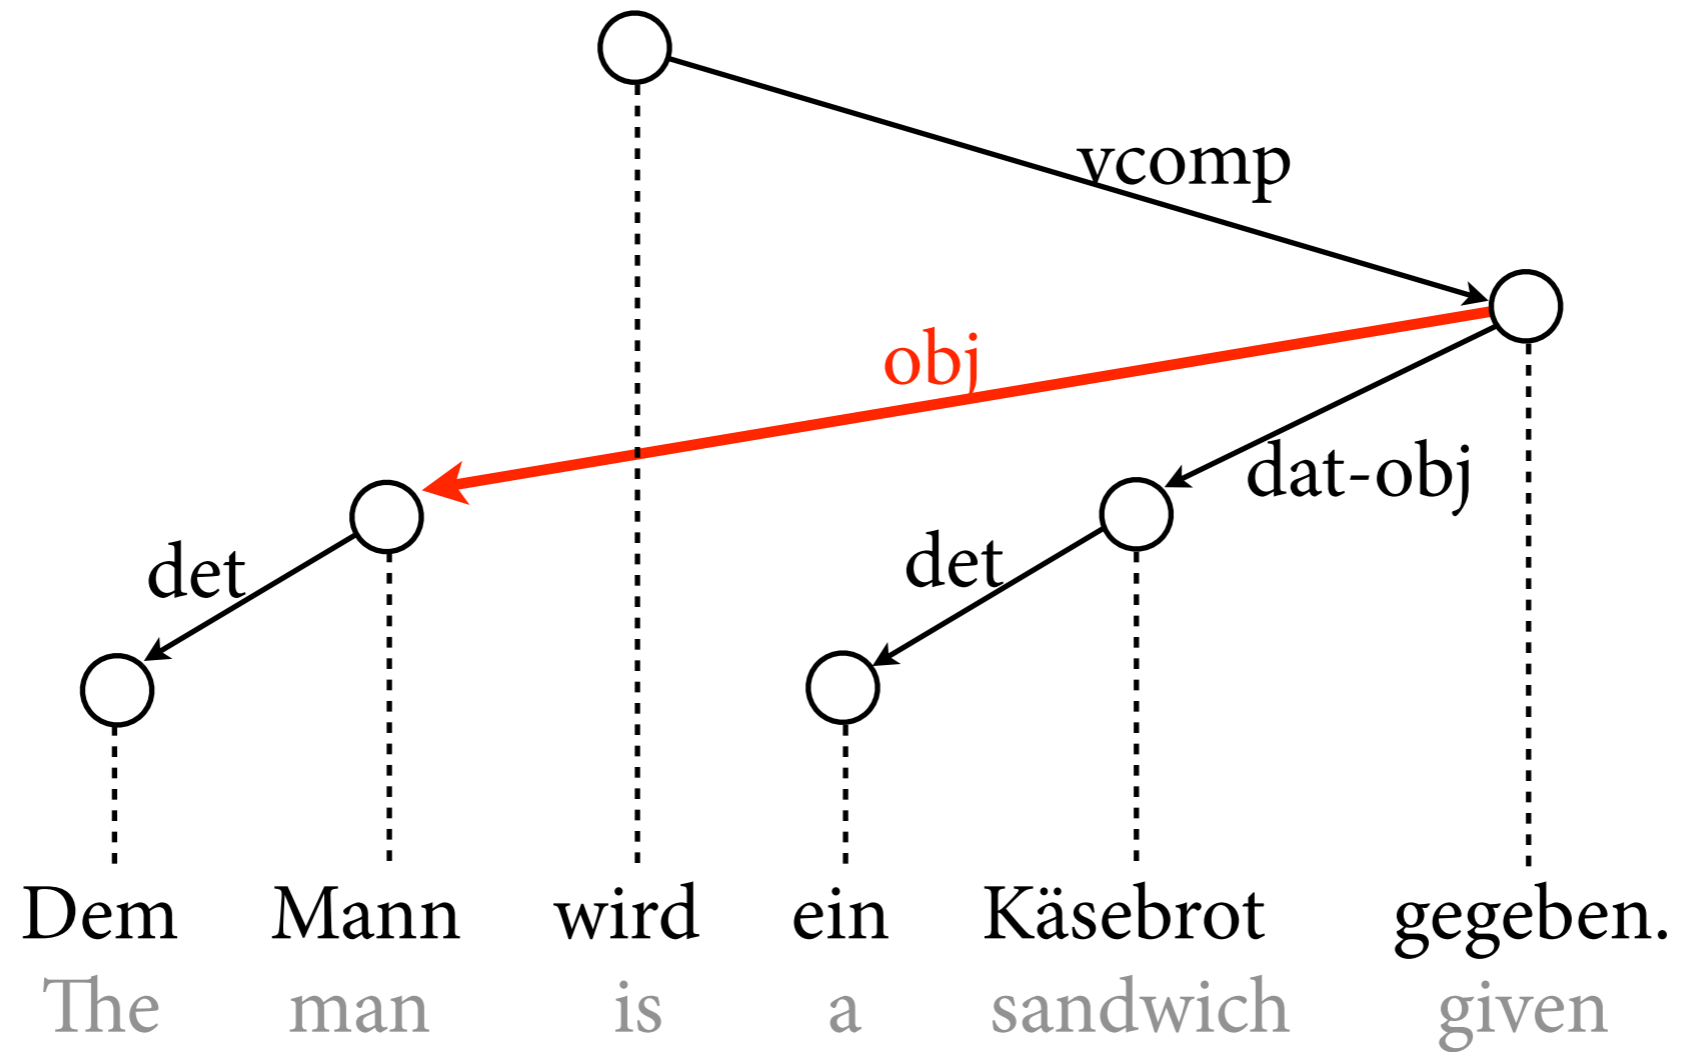 vcomp
obj
dat-obj
det
det
Dem Mann wird ein Käsebrot gegeben.
The man is a sandwich given